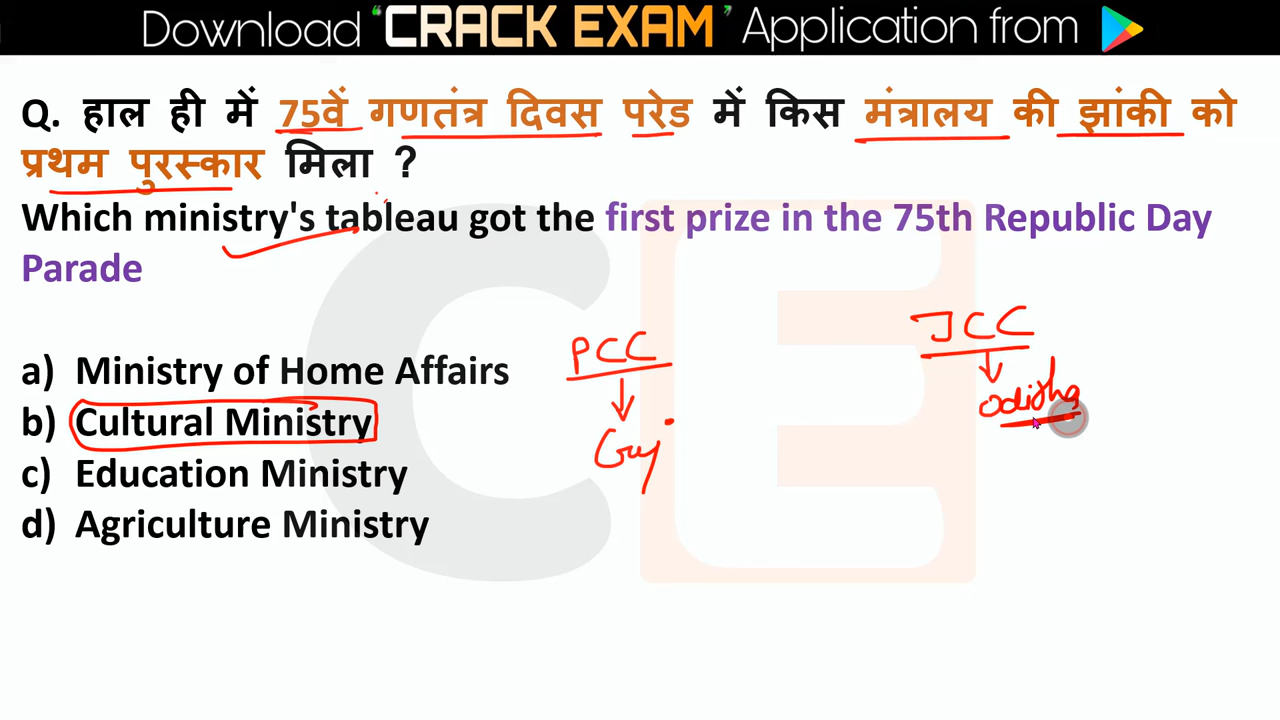 Download "CRACK EXAM" Application from
Q. हाल ही में 75वें गणतंत्र दिवस परेड में किस मंत्रालय की झांकी को
प्रथम पुरस्कार मिला ?
Which ministry's tableau got the first prize in the 75th Republic Day
Parade
a) Ministry of Home Affairs
b) Cultural Ministry
c) Education Ministry
d) Agriculture Ministry
PCC
Guj
JCC
Odisha
CE